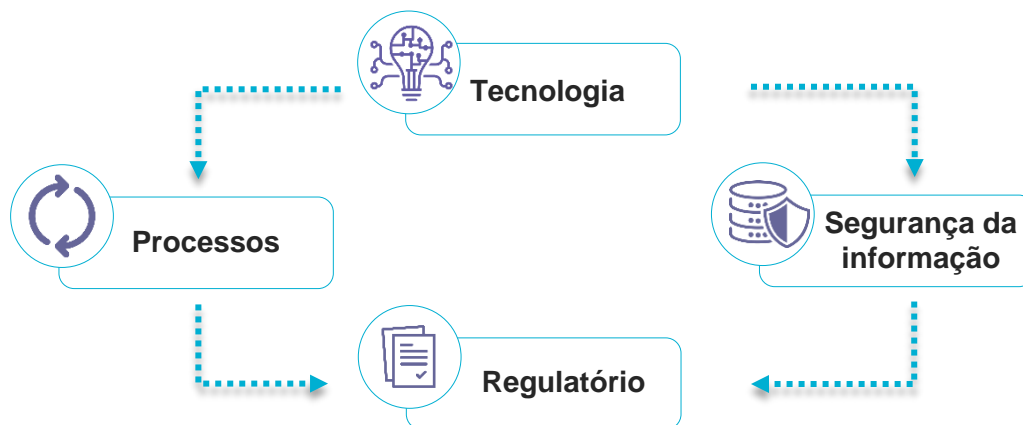 Tecnologia
Processos
Segurança da
informação
Regulatório